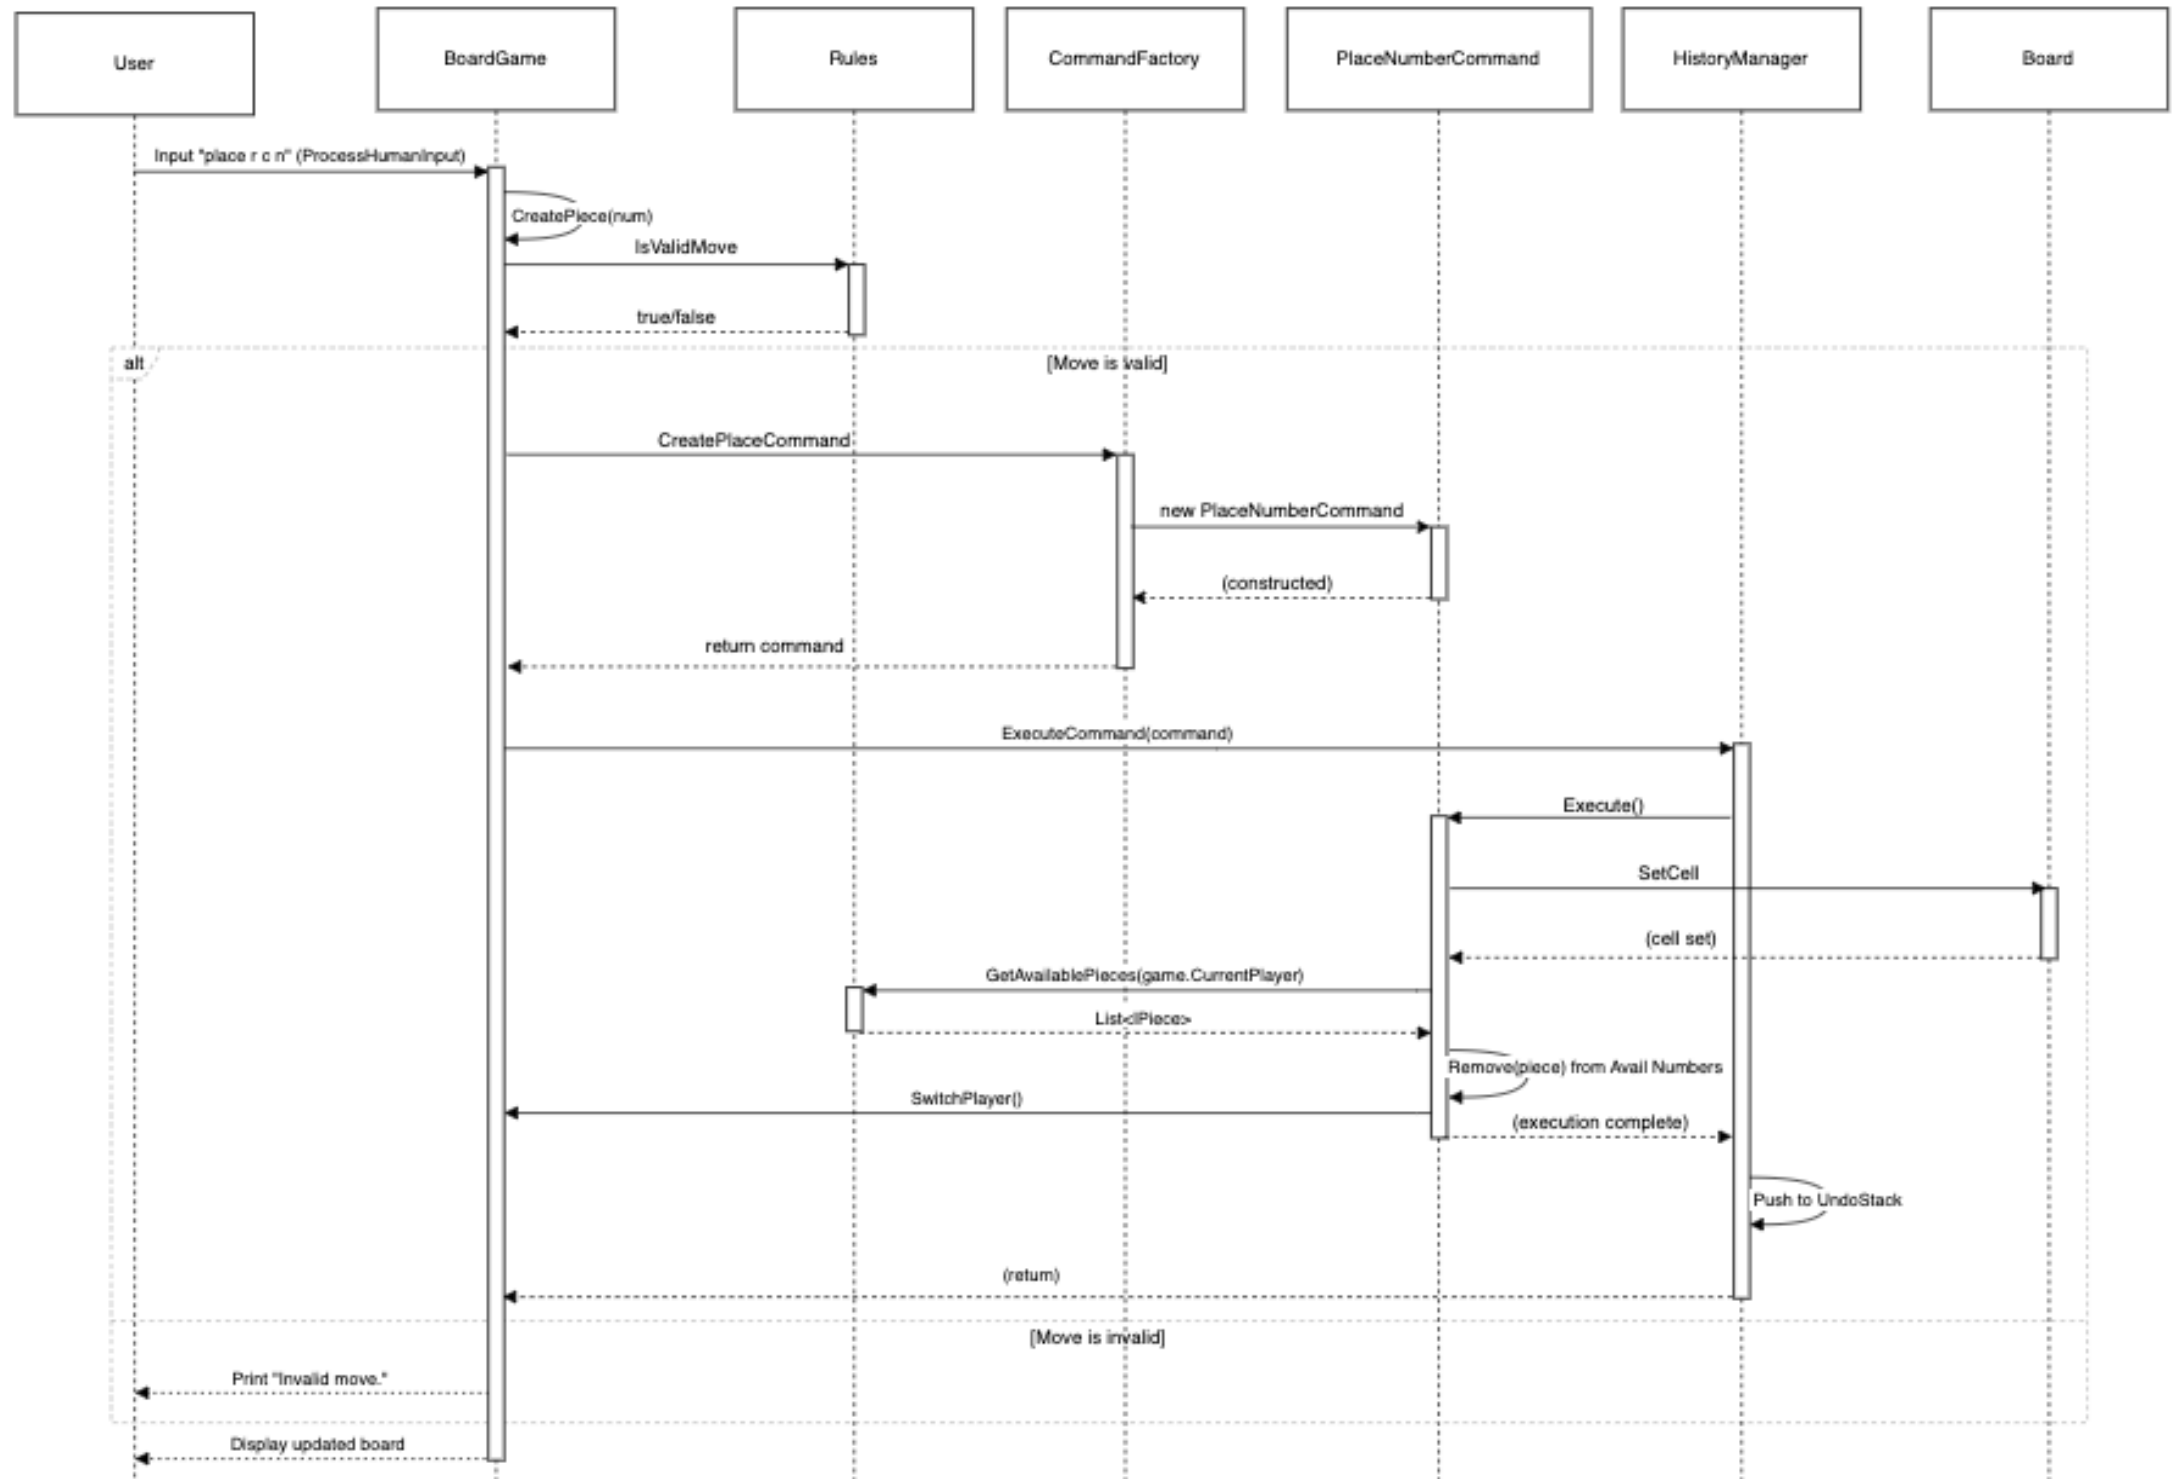 User
BoardGame
Rules
CommandFactory
PlaceNumberCommand
HistoryManager
Board
Input "place r c n" (ProcessHumanInput)
CreatePiece(num)
IsValidMove
true/false
alt
[Move is valid]
CreatePlaceCommand
new PlaceNumberCommand
(constructed)
return command
ExecuteCommand(command)
Execute()
SetCell
(cell set)
GetAvailablePieces(game.CurrentPlayer)
List<IPiece>
Remove(piece) from Avail Numbers
SwitchPlayer()
(execution complete)
Push to UndoStack
(return)
[Move is invalid]
Print "Invalid move."
Display updated board